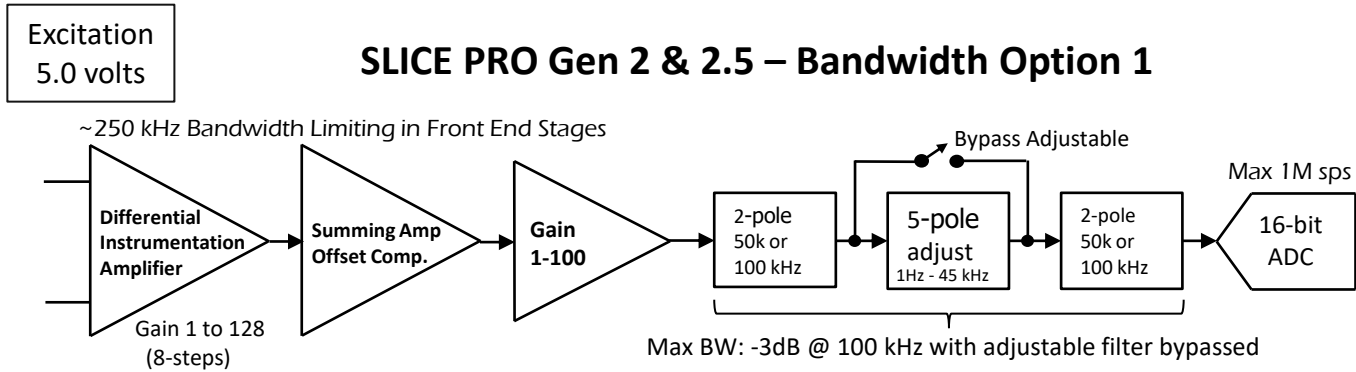 Excitation
5.0 volts
SLICE PRO Gen 2 & 2.5 – Bandwidth Option 1
~250 kHz Bandwidth Limiting in Front End Stages
Bypass Adjustable
Max 1M sps
Differential
Instrumentation
Amplifier
Gain 1 to 128
(8-steps)
Summing Amp
Offset Comp.
Gain
1-100
2-pole
50k or
100 kHz
5-pole
adjust
1Hz - 45 kHz
2-pole
50k or
100 kHz
16-bit
ADC
Max BW: -3dB @ 100 kHz with adjustable filter bypassed